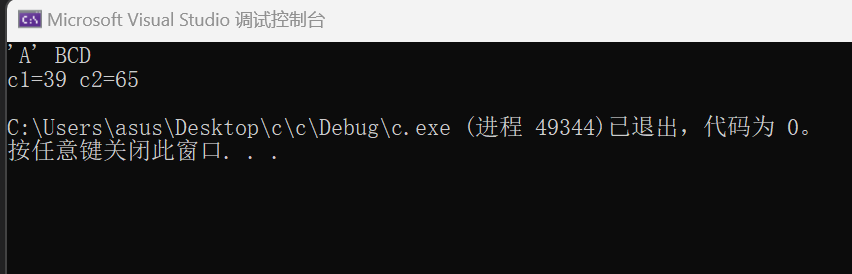 Microsoft Visual Studio 调试控制台
'A' BCD
c1=39 c2=65
C:\Users\asus\Desktop\c\c\Debug\c.exe (进程 49344)已退出，代码为 0。
按任意键关闭此窗口. . .